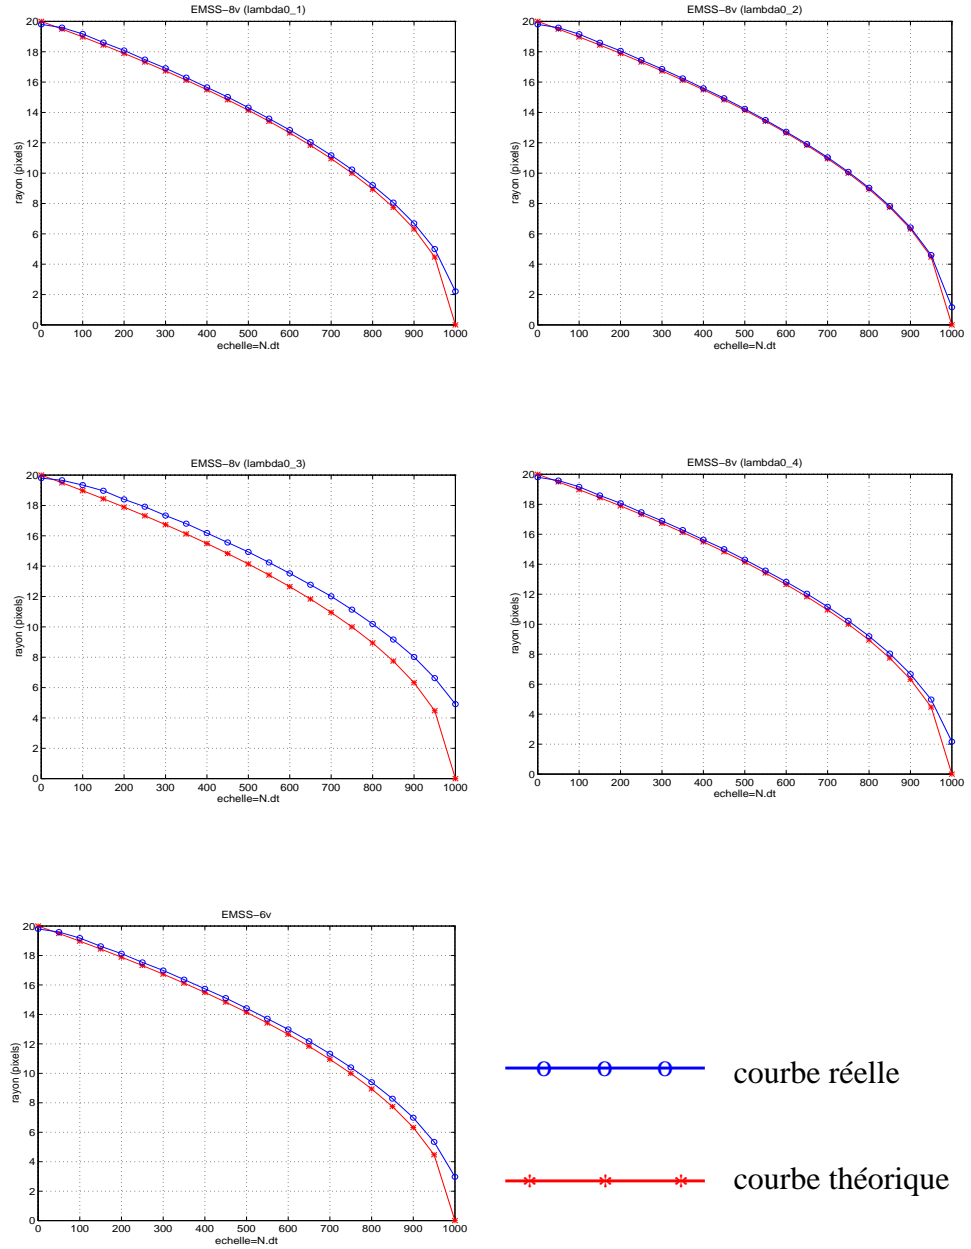 EMSS−8v (lambda0_1)
20
18
16
14
12
10
8
6
4
2
0
rayon (pixels)
0 100 200 300 400 500 600 700 800 900 1000
echelle=N.dt
EMSS−8v (lambda0_2)
20
18
16
14
12
10
8
6
4
2
0
rayon (pixels)
0 100 200 300 400 500 600 700 800 900 1000
echelle=N.dt
EMSS−8v (lambda0_3)
20
18
16
14
12
10
8
6
4
2
0
rayon (pixels)
0 100 200 300 400 500 600 700 800 900 1000
echelle=N.dt
EMSS−8v (lambda0_4)
20
18
16
14
12
10
8
6
4
2
0
rayon (pixels)
0 100 200 300 400 500 600 700 800 900 1000
echelle=N.dt
EMSS−6v
20
18
16
14
12
10
8
6
4
2
0
rayon (pixels)
0 100 200 300 400 500 600 700 800 900 1000
echelle=N.dt
courbe réelle
courbe théorique